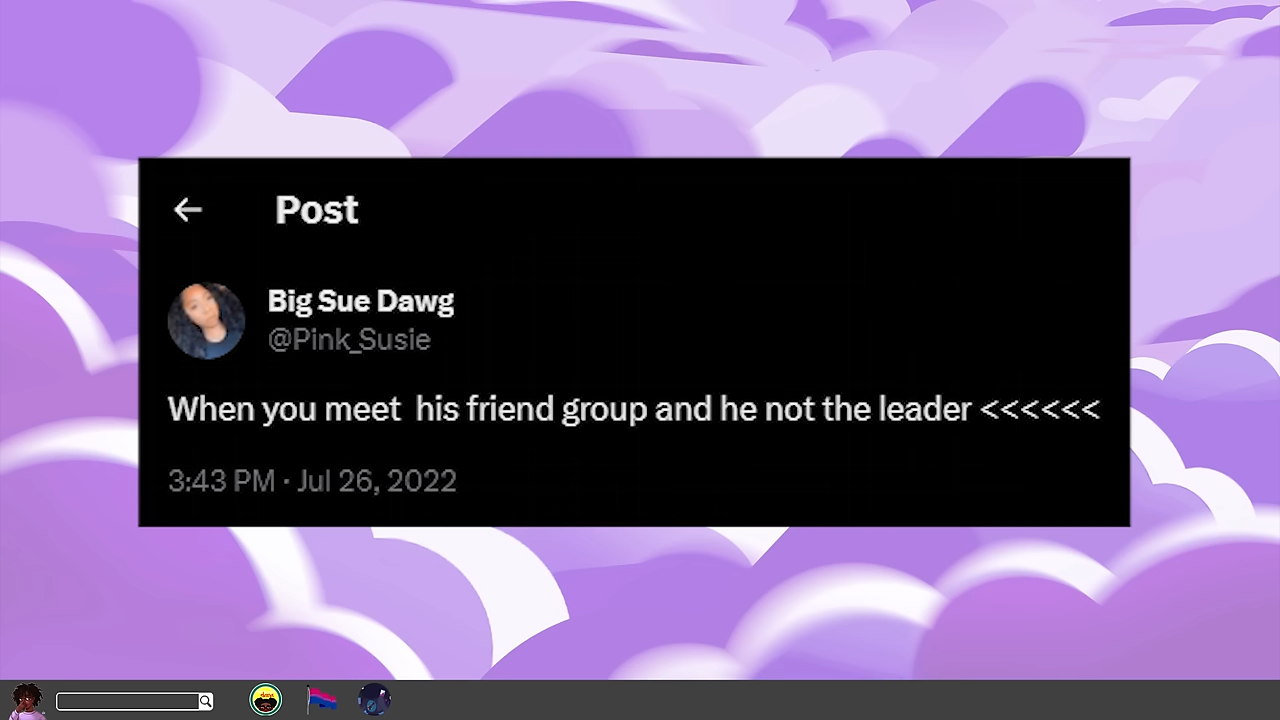 Post
Big Sue Dawg
@Pink_Susie
When you meet  his friend group and he not the leader <<<<<<
3:43 PM · Jul 26, 2022